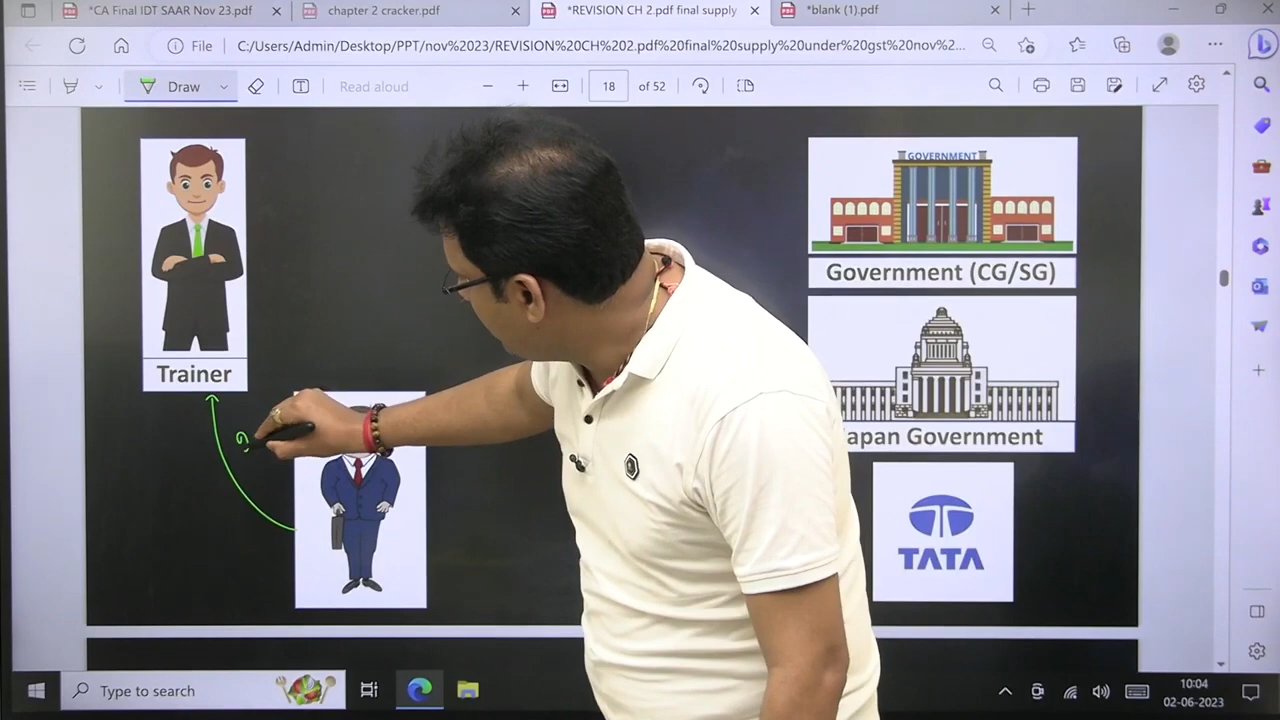 *CA Final IDT SAAR Nov 23.pdf
chapter 2 cracker.pdf
*REVISION CH 2.pdf final supply
*blank (1).pdf
File
C:/Users/Admin/Desktop/PPT/nov%2023/REVISION%20CH%202.pdf%20final%20supply%20under%20gst%20nov%2...
Draw
Read aloud
18
of 52
GOVERNMENT
Government (CG/SG)
Trainer
apan Government
TATA
Type to search
10:04
02-06-2023